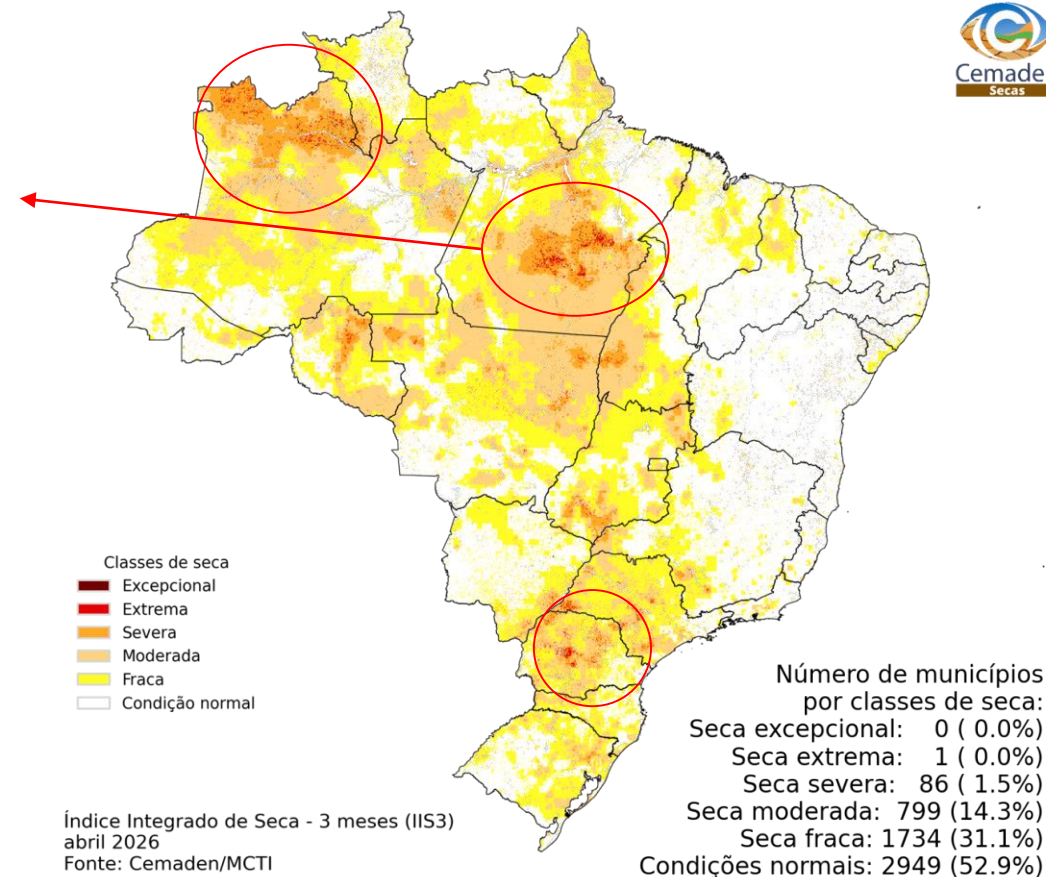 Cemade
Secas
Classes de seca
Excepcional
Extrema
Severa
Moderada
Fraca
Condição normal
Número de municípios
por classes de seca:
Seca excepcional: 0 ( 0.0%)
Seca extrema: 1 ( 0.0%)
Seca severa: 86 ( 1.5%)
Seca moderada: 799 (14.3%)
Seca fraca: 1734 (31.1%)
Condições normais: 2949 (52.9%)
Índice Integrado de Seca - 3 meses (IIS3)
abril 2026
Fonte: Cemaden/MCTI